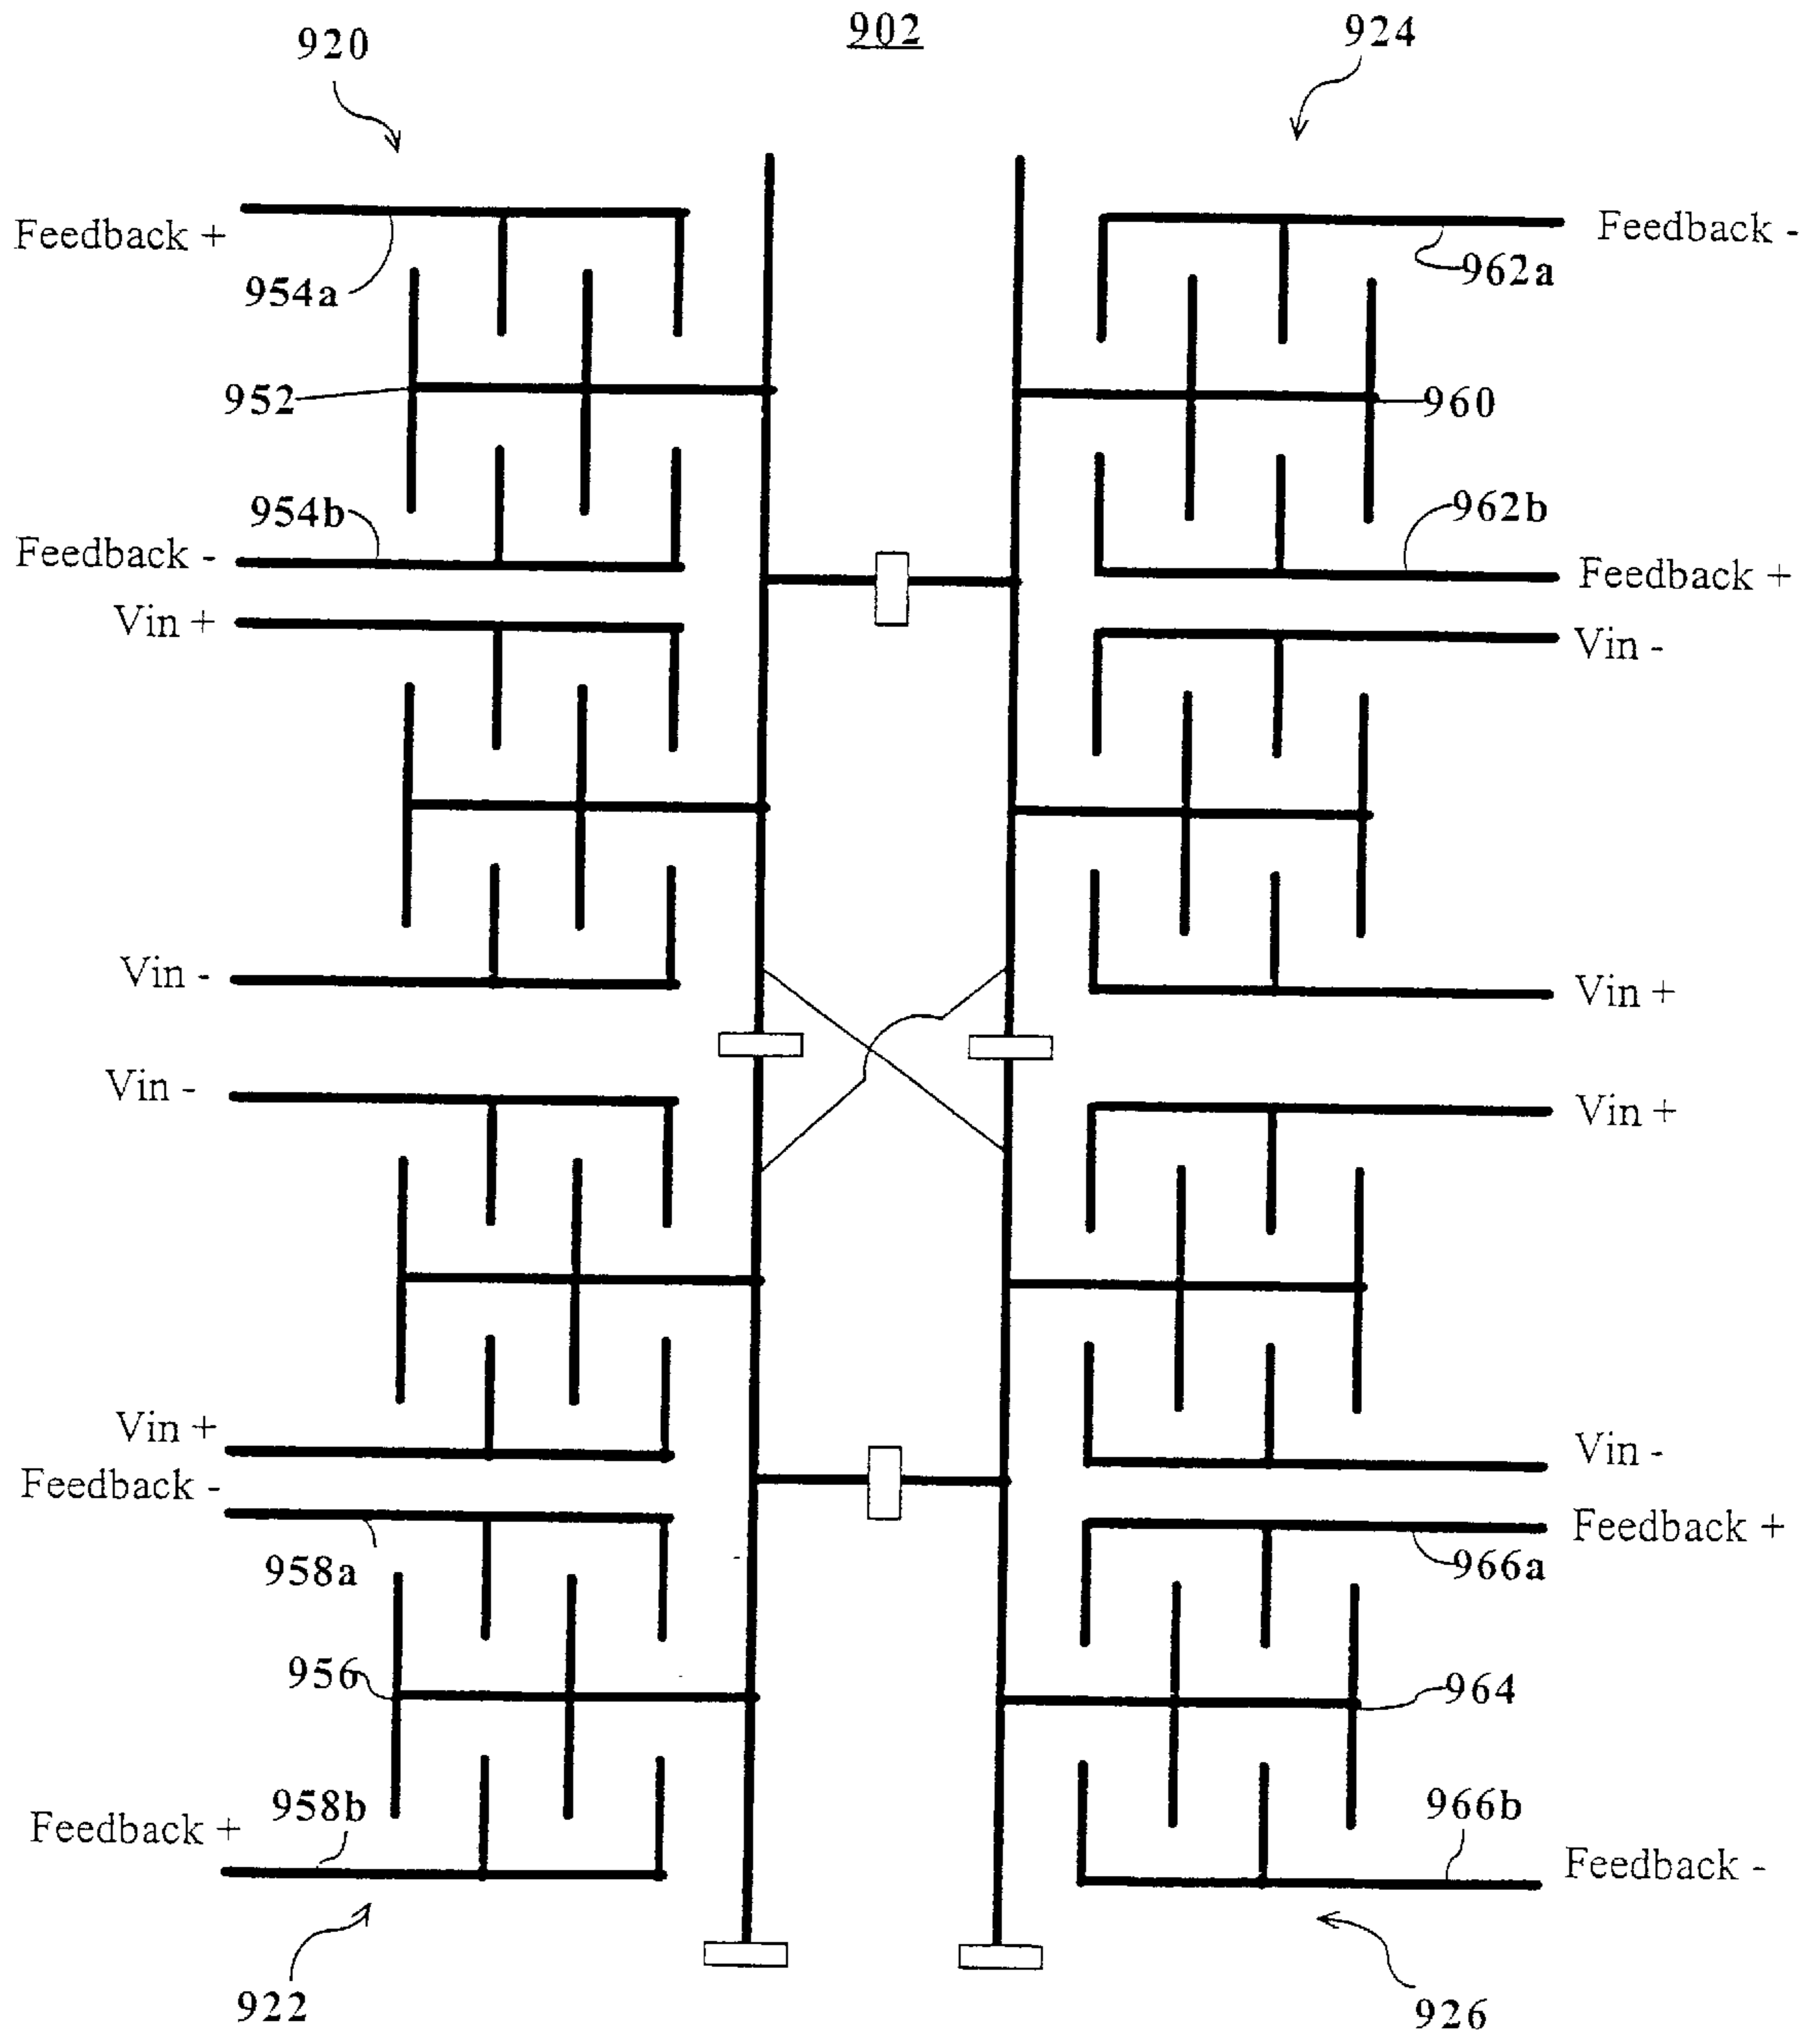 902
920
924
Feedback +
Feedback -
954a
962a
952
960
954b
962b
Feedback -
Feedback +
Vin +
Vin -
Vin -
Vin +
Vin -
Vin +
Vin +
Vin -
Feedback -
Feedback +
958a
966a
956
964
958b
966b
Feedback +
Feedback -
922
926